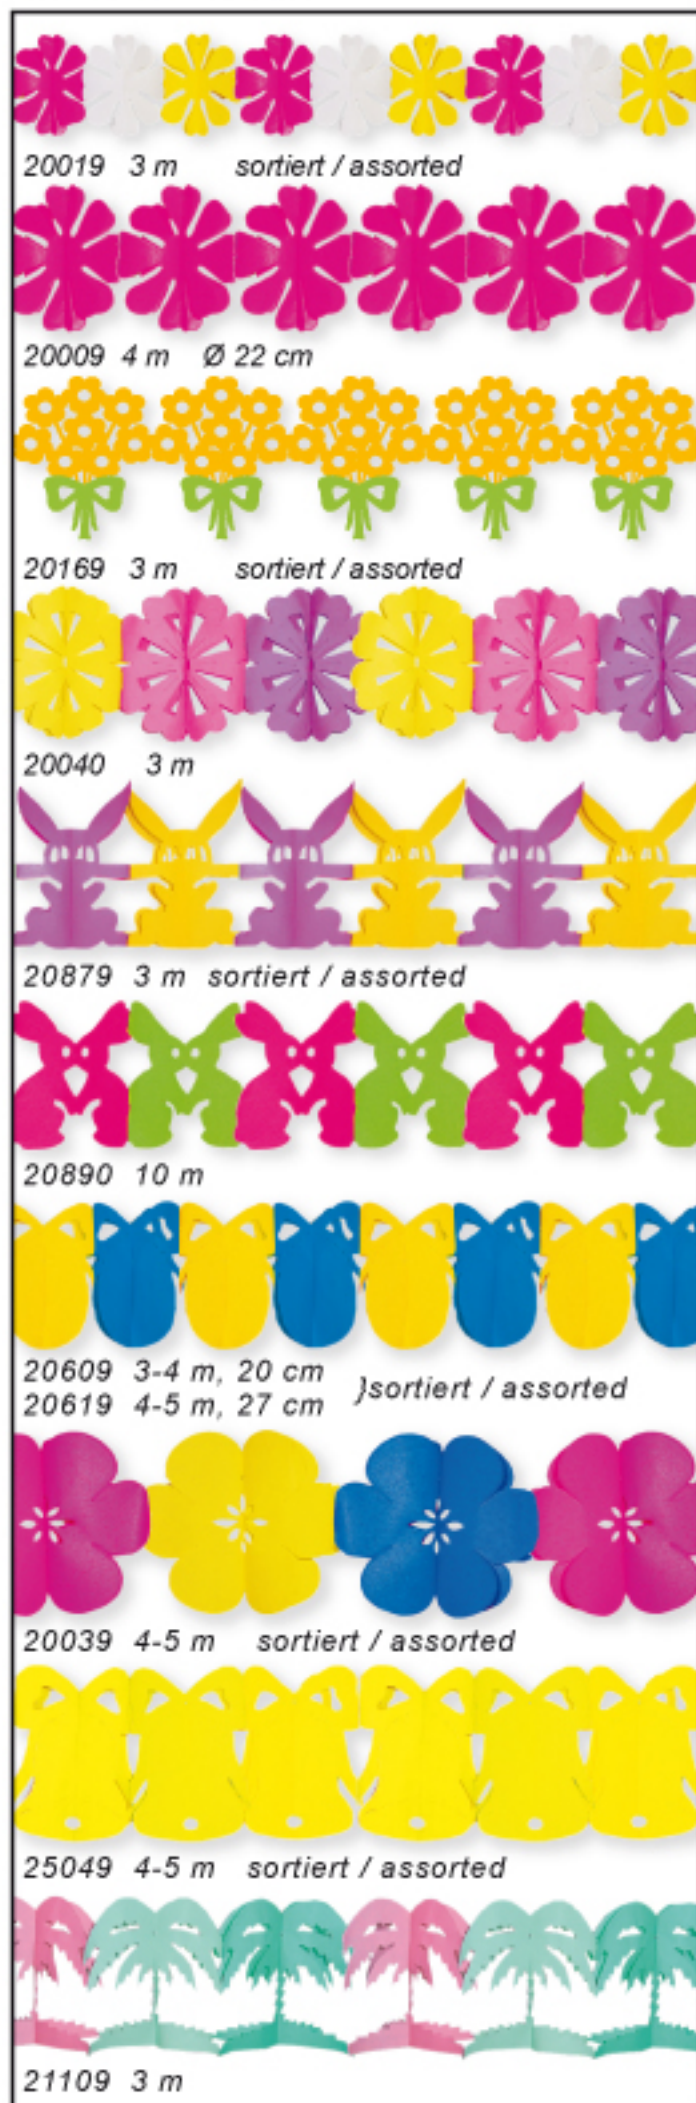 20019 3 m sortiert / assorted
20009 4 m Ø 22 cm
20169 3 m sortiert / assorted
20040 3 m
20879 3 m sortiert / assorted
20890 10 m
20609 3-4 m, 20 cm
}sortiert / assorted
20619 4-5 m, 27 cm
20039 4-5 m sortiert / assorted
25049 4-5 m sortiert / assorted
21109 3 m